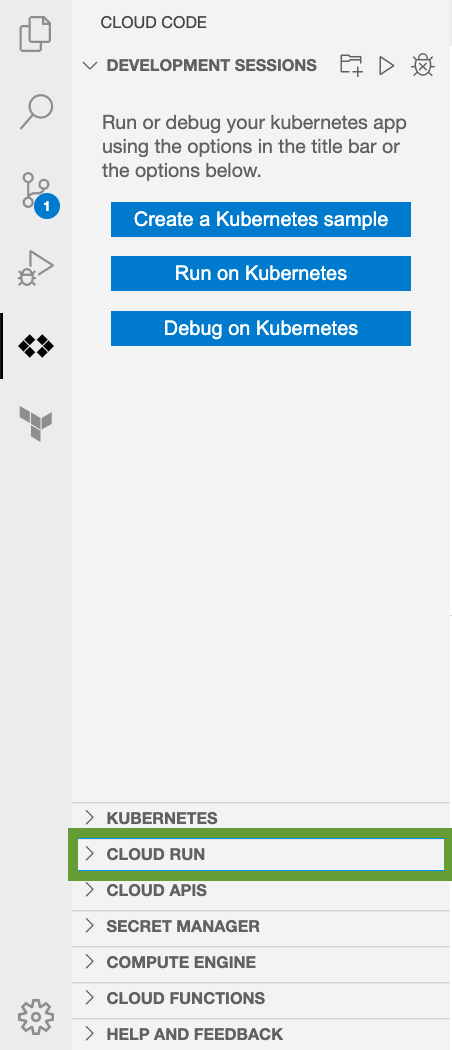 CLOUD CODE
DEVELOPMENT SESSIONS
Run or debug your kubernetes app
using the options in the title bar or
the options below.
1
Create a Kubernetes sample
Run on Kubernetes
Debug on Kubernetes
KUBERNETES
CLOUD RUN
CLOUD APIS
SECRET MANAGER
COMPUTE ENGINE
CLOUD FUNCTIONS
HELP AND FEEDBACK